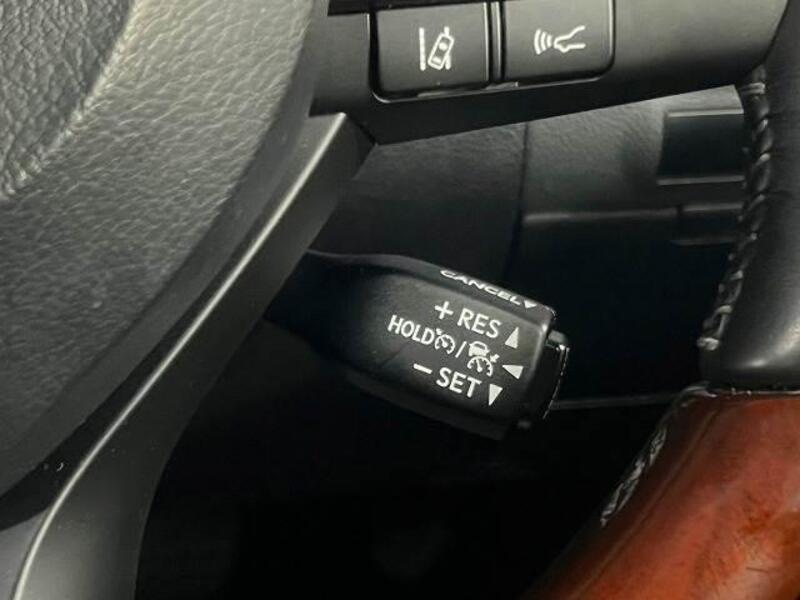 CANCEL
+ RES
HOLD /
− SET